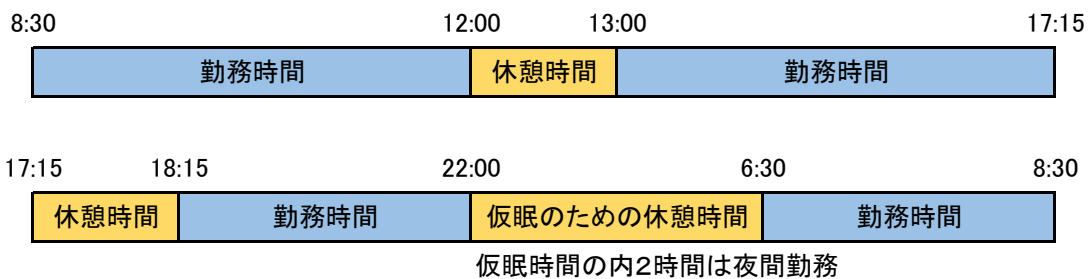 8:30 12:00 13:00 17:15
勤務時間 休憩時間 勤務時間
17:15 18:15 22:00 6:30 8:30
休憩時間 勤務時間 仮眠のための休憩時間 勤務時間
仮眠時間の内2時間は夜間勤務